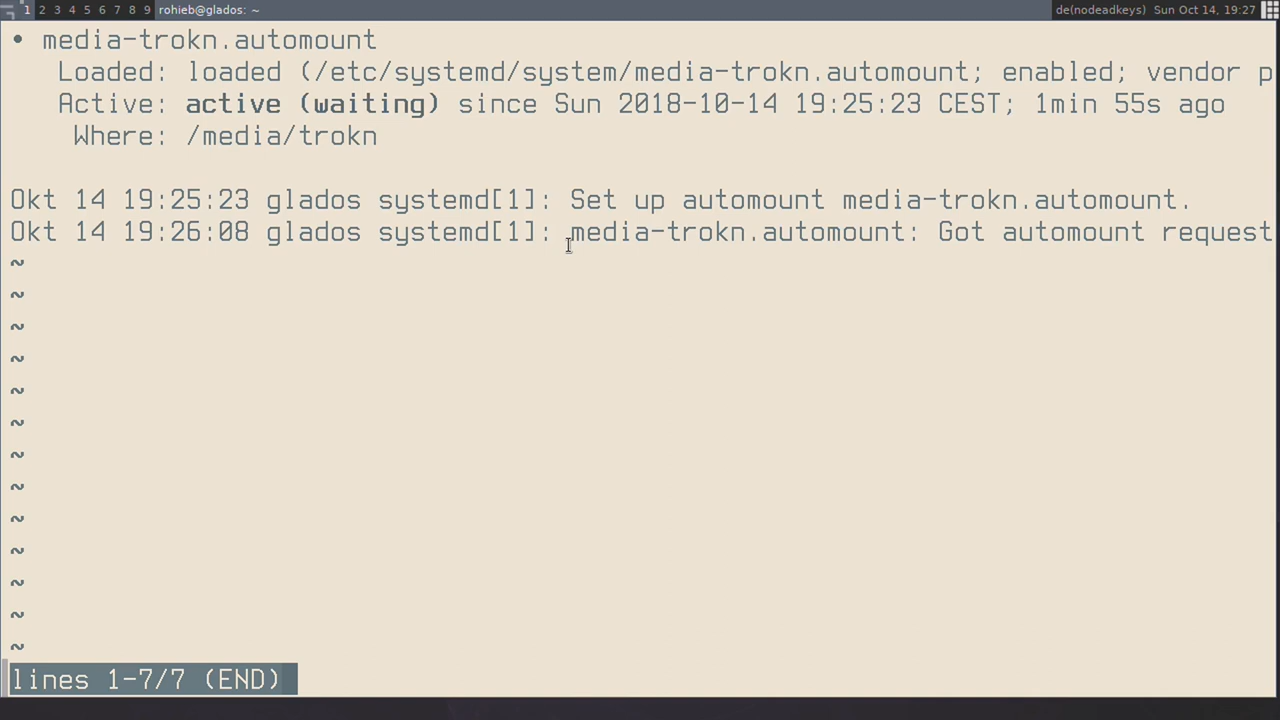 1 2 3 4 5 6 7 8 9 rohieb@glados: ~ de(nodeadkeys) Sun Oct 14, 19:27
• media-trokn.automount
Loaded: loaded (/etc/systemd/system/media-trokn.automount; enabled; vendor p
Active: active (waiting) since Sun 2018-10-14 19:25:23 CEST; 1min 55s ago
Where: /media/trokn
Okt 14 19:25:23 glados systemd[1]: Set up automount media-trokn.automount.
Okt 14 19:26:08 glados systemd[1]: media-trokn.automount: Got automount request
~
~
~
~
~
~
~
~
~
~
~
~
~
lines 1-7/7 (END)